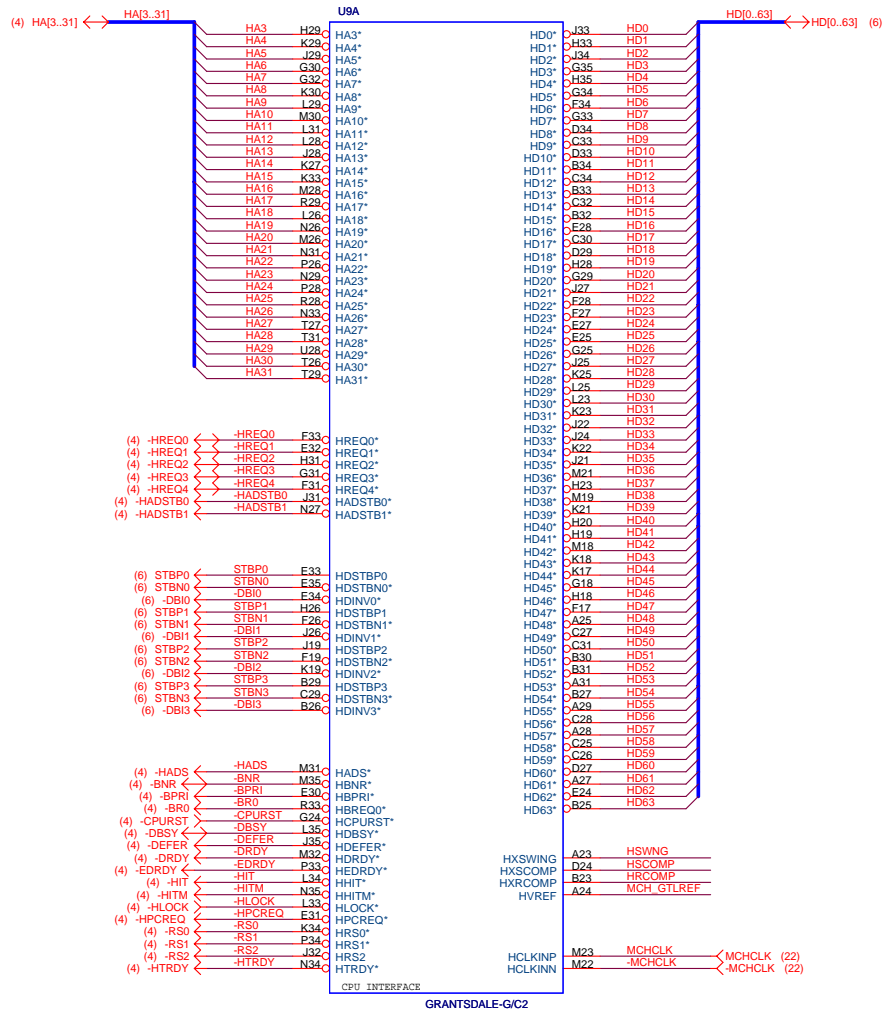 U9A
(4) HA[3..31] HA[3..31] HD[0..63] HD[0..63] (6)
HA3 H29 HA3* HD0* J33 HD0
HA4 K29 HA4* HD1* H33 HD1
HA5 J29 HA5* HD2* J34 HD2
HA6 G30 HA6* HD3* G35 HD3
HA7 G32 HA7* HD4* H35 HD4
HA8 K30 HA8* HD5* G34 HD5
HA9 L29 HA9* HD6* F34 HD6
HA10 M30 HA10* HD7* G33 HD7
HA11 L31 HA11* HD8* D34 HD8
HA12 L28 HA12* HD9* C33 HD9
HA13 J28 HA13* HD10* D33 HD10
HA14 K27 HA14* HD11* B34 HD11
HA15 K33 HA15* HD12* C34 HD12
HA16 M28 HA16* HD13* B33 HD13
HA17 R29 HA17* HD14* C32 HD14
HA18 L26 HA18* HD15* B32 HD15
HA19 N26 HA19* HD16* E28 HD16
HA20 M26 HA20* HD17* C30 HD17
HA21 N31 HA21* HD18* D29 HD18
HA22 P26 HA22* HD19* H28 HD19
HA23 N29 HA23* HD20* G29 HD20
HA24 P28 HA24* HD21* J27 HD21
HA25 R28 HA25* HD22* F28 HD22
HA26 N33 HA26* HD23* F27 HD23
HA27 T27 HA27* HD24* E27 HD24
HA28 T31 HA28* HD25* E25 HD25
HA29 U28 HA29* HD26* G25 HD26
HA30 T26 HA30* HD27* J25 HD27
HA31 T29 HA31* HD28* K25 HD28
HD29* L25 HD29
HD30* L23 HD30
HD31* K23 HD31
HD32* J22 HD32
(4) -HREQ0 -HREQ0 F33 HREQ0* HD33* J24 HD33
(4) -HREQ1 -HREQ1 E32 HREQ1* HD34* K22 HD34
(4) -HREQ2 -HREQ2 H31 HREQ2* HD35* J21 HD35
(4) -HREQ3 -HREQ3 G31 HREQ3* HD36* M21 HD36
(4) -HREQ4 -HREQ4 F31 HREQ4* HD37* H23 HD37
(4) -HADSTB0 -HADSTB0 J31 HADSTB0* HD38* M19 HD38
(4) -HADSTB1 -HADSTB1 N27 HADSTB1* HD39* K21 HD39
HD40* H20 HD40
HD41* H19 HD41
HD42* M18 HD42
HD43* K18 HD43
(6) STBP0 STBP0 E33 HDSTBP0 HD44* K17 HD44
(6) STBN0 STBN0 E35 HDSTBN0* HD45* G18 HD45
(6) -DBI0 -DBI0 E34 HDINV0* HD46* H18 HD46
(6) STBP1 STBP1 H26 HDSTBP1 HD47* F17 HD47
(6) STBN1 STBN1 F26 HDSTBN1* HD48* A25 HD48
(6) -DBI1 -DBI1 J26 HDINV1* HD49* C27 HD49
(6) STBP2 STBP2 J19 HDSTBP2 HD50* C31 HD50
(6) STBN2 STBN2 F19 HDSTBN2* HD51* B30 HD51
(6) -DBI2 -DBI2 K19 HDINV2* HD52* B31 HD52
(6) STBP3 STBP3 B29 HDSTBP3 HD53* A31 HD53
(6) STBN3 STBN3 C29 HDSTBN3* HD54* B27 HD54
(6) -DBI3 -DBI3 B26 HDINV3* HD55* A29 HD55
HD56* C28 HD56
HD57* A28 HD57
HD58* C25 HD58
HD59* C26 HD59
(4) -HADS -HADS M31 HADS* HD60* D27 HD60
(4) -BNR -BNR M35 HBNR* HD61* A27 HD61
(4) -BPRI -BPRI E30 HBPRI* HD62* E24 HD62
(4) -BR0 -BR0 R33 HBREQ0* HD63* B25 HD63
(4) -CPURST -CPURST G24 HCPURST*
(4) -DBSY -DBSY L35 HDBSY*
(4) -DEFER -DEFER J35 HDEFER*
(4) -DRDY -DRDY M32 HDRDY* HXSWING A23 HSWNG
(4) -EDRDY -EDRDY P33 HEDRDY* HXSCOMP D24 HSCOMP
(4) -HIT -HIT L34 HHIT* HXRCOMP B23 HRCOMP
(4) -HITM -HITM N35 HHITM* HVREF A24 MCH_GTLREF
(4) -HLOCK -HLOCK L33 HLOCK*
(4) -HPCREQ -HPCREQ E31 HPCREQ*
(4) -RS0 -RS0 K34 HRS0*
(4) -RS1 -RS1 P34 HRS1*
(4) -RS2 -RS2 J32 HRS2 HCLKINP M23 MCHCLK MCHCLK (22)
(4) -HTRDY -HTRDY N34 HTRDY* HCLKINN M22 -MCHCLK -MCHCLK (22)
CPU INTERFACE
GRANTSDALE-G/C2